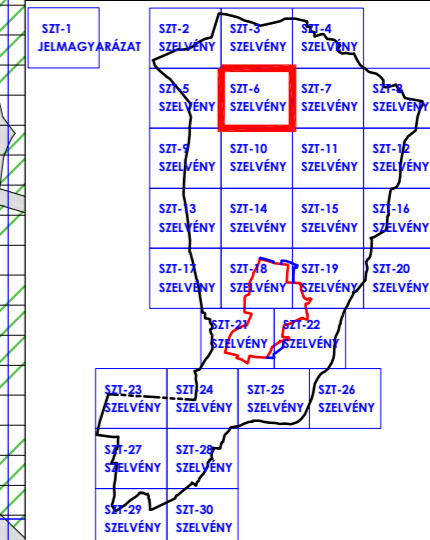 SZT-1
JELMAGYARÁZAT
SZT-2
SZELVÉNY
SZT-3
SZELVÉNY
SZT-4
SZELVÉNY
SZT-5
SZELVÉNY
SZT-6
SZELVÉNY
SZT-7
SZELVÉNY
SZT-8
SZELVÉNY
SZT-9
SZELVÉNY
SZT-10
SZELVÉNY
SZT-11
SZELVÉNY
SZT-12
SZELVÉNY
SZT-13
SZELVÉNY
SZT-14
SZELVÉNY
SZT-15
SZELVÉNY
SZT-16
SZELVÉNY
SZT-17
SZELVÉNY
SZT-18
SZELVÉNY
SZT-19
SZELVÉNY
SZT-20
SZELVÉNY
SZT-21
SZELVÉNY
SZT-22
SZELVÉNY
SZT-23
SZELVÉNY
SZT-24
SZELVÉNY
SZT-25
SZELVÉNY
SZT-26
SZELVÉNY
SZT-27
SZELVÉNY
SZT-28
SZELVÉNY
SZT-29
SZELVÉNY
SZT-30
SZELVÉNY